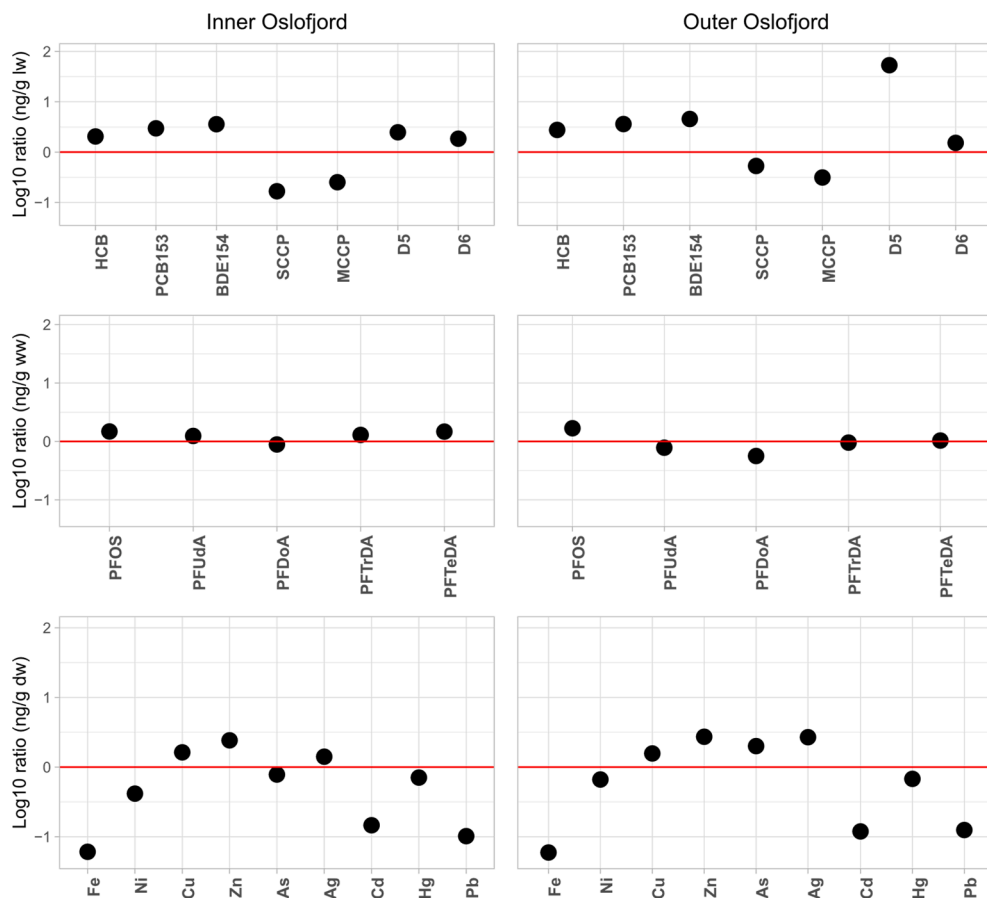 Inner Oslofjord
Outer Oslofjord
Log10 ratio (ng/g lw)
2
1
0
−1
HCB
PCB153
BDE154
SCCP
MCCP
D5
D6
HCB
PCB153
BDE154
SCCP
MCCP
D5
D6
Log10 ratio (ng/g ww)
2
1
0
−1
PFOS
PFUdA
PFDoA
PFTrDA
PFTeDA
PFOS
PFUdA
PFDoA
PFTrDA
PFTeDA
Log10 ratio (ng/g dw)
2
1
0
−1
Fe
Ni
Cu
Zn
As
Ag
Cd
Hg
Pb
Fe
Ni
Cu
Zn
As
Ag
Cd
Hg
Pb